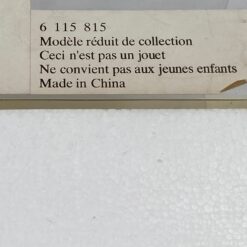 6 115 815
Modèle réduit de collection
Ceci n'est pas un jouet
Ne convient pas aux jeunes enfants
Made in China